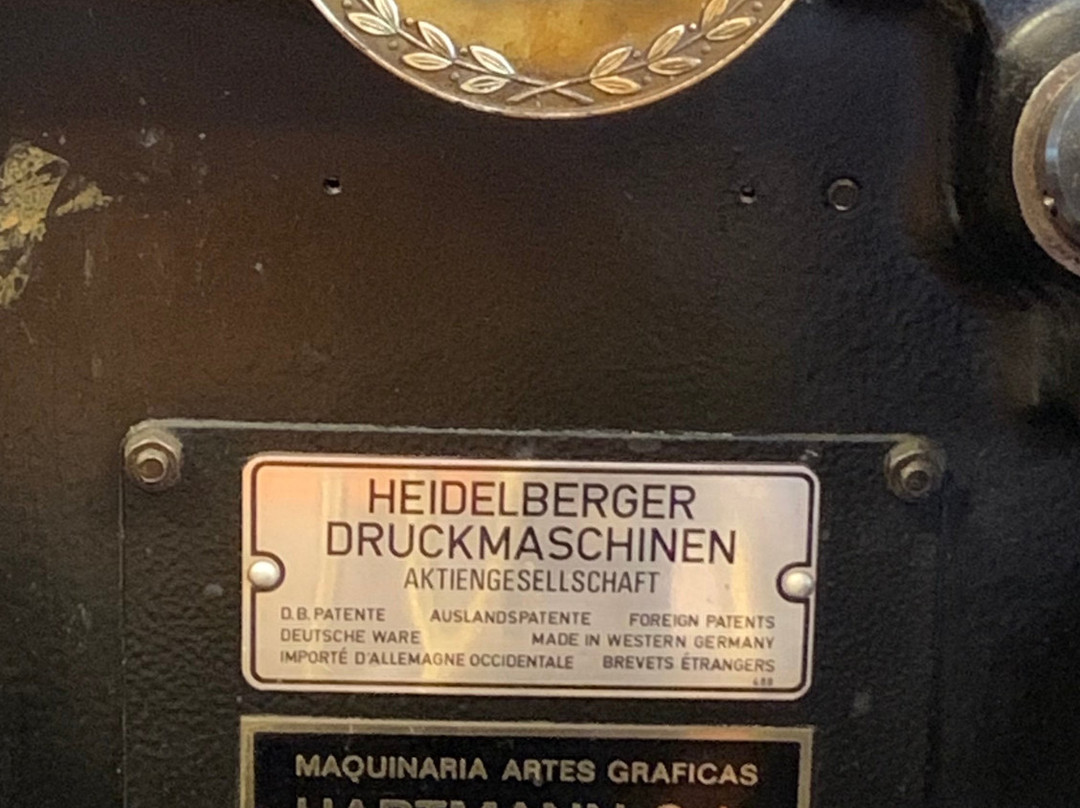 HEIDELBERGER
DRUCKMASCHINEN
AKTIENGESELLSCHAFT
D.B. PATENTE AUSLANDSPATENTE FOREIGN PATENTS
DEUTSCHE WARE MADE IN WESTERN GERMANY
IMPORTÉ D'ALLEMAGNE OCCIDENTALE BREVETS ÉTRANGERS
MAQUINARIA ARTES GRAFICAS
HARTMANN